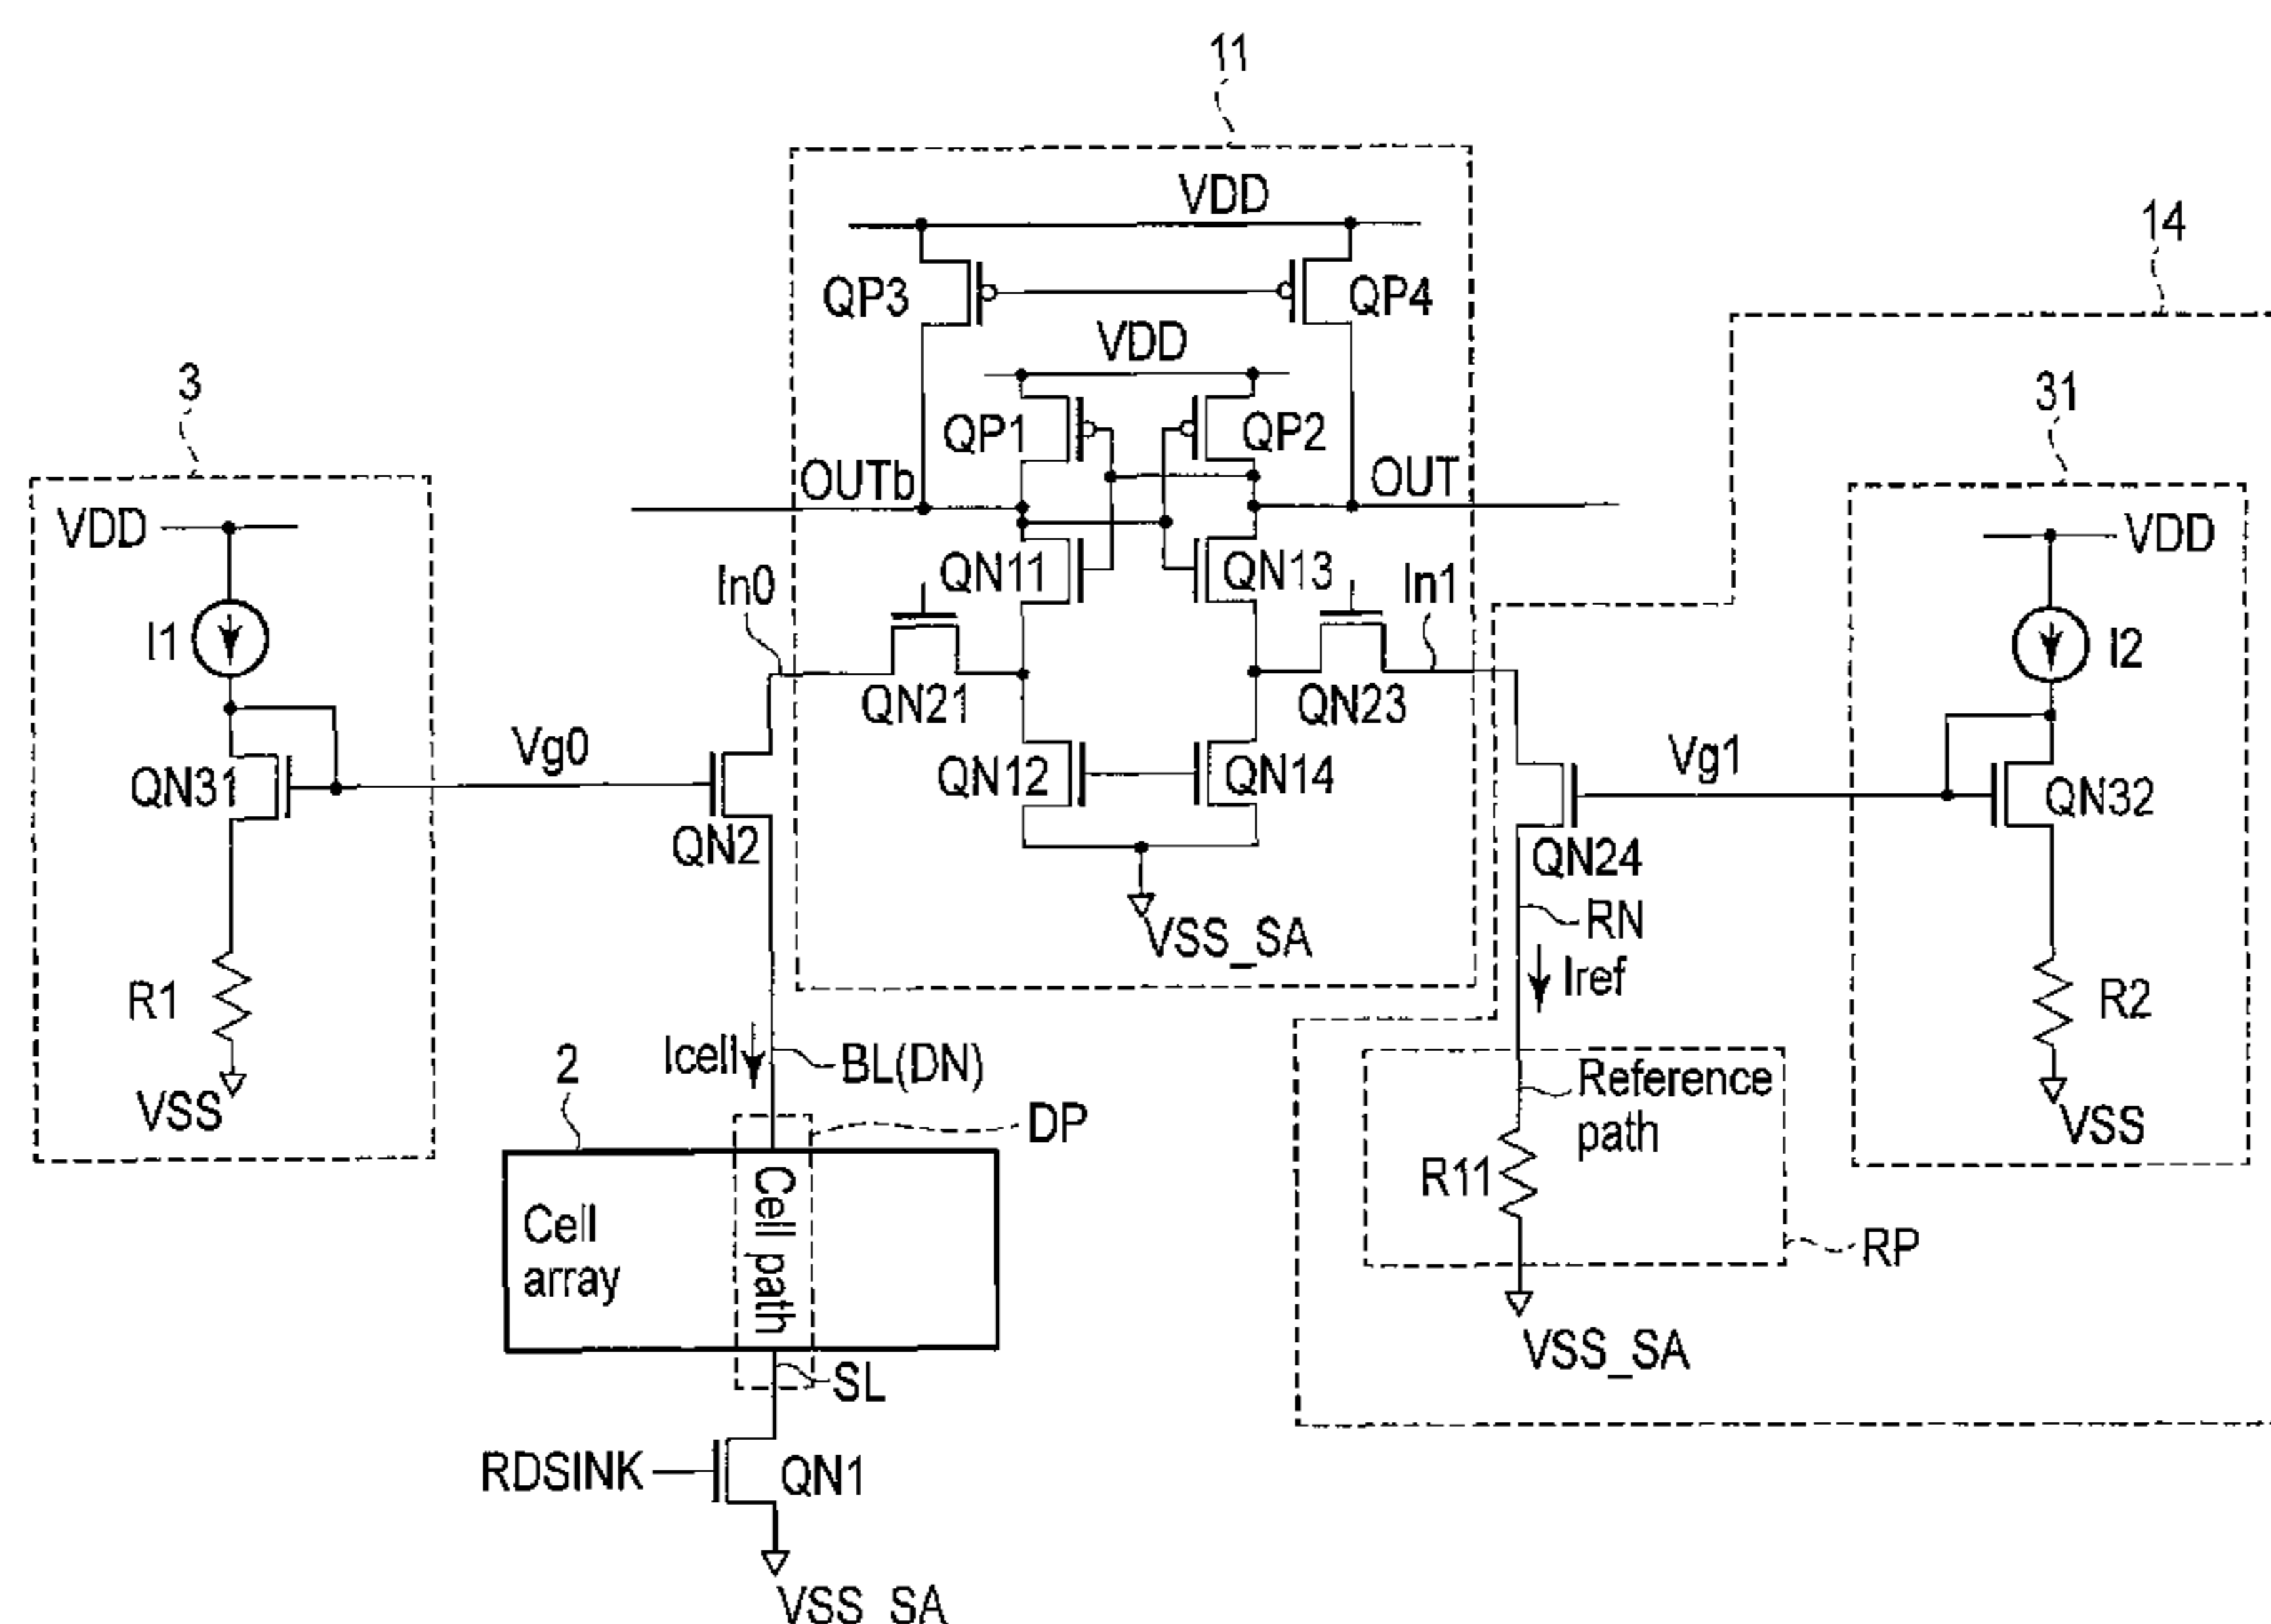 11
VDD
14
QP3
QP4
VDD
3
31
QP1
QP2
OUTb
OUT
VDD
VDD
QN11
QN13
In0
In1
I1
I2
QN21
QN23
Vg0
Vg1
QN31
QN12
QN14
QN32
QN2
QN24
VSS_SA
RN
Iref
R1
R2
Icell
BL(DN)
2
Reference
path
VSS
DP
VSS
R11
Cell path
Cell
array
RP
VSS_SA
SL
RDSINK
QN1
VSS_SA